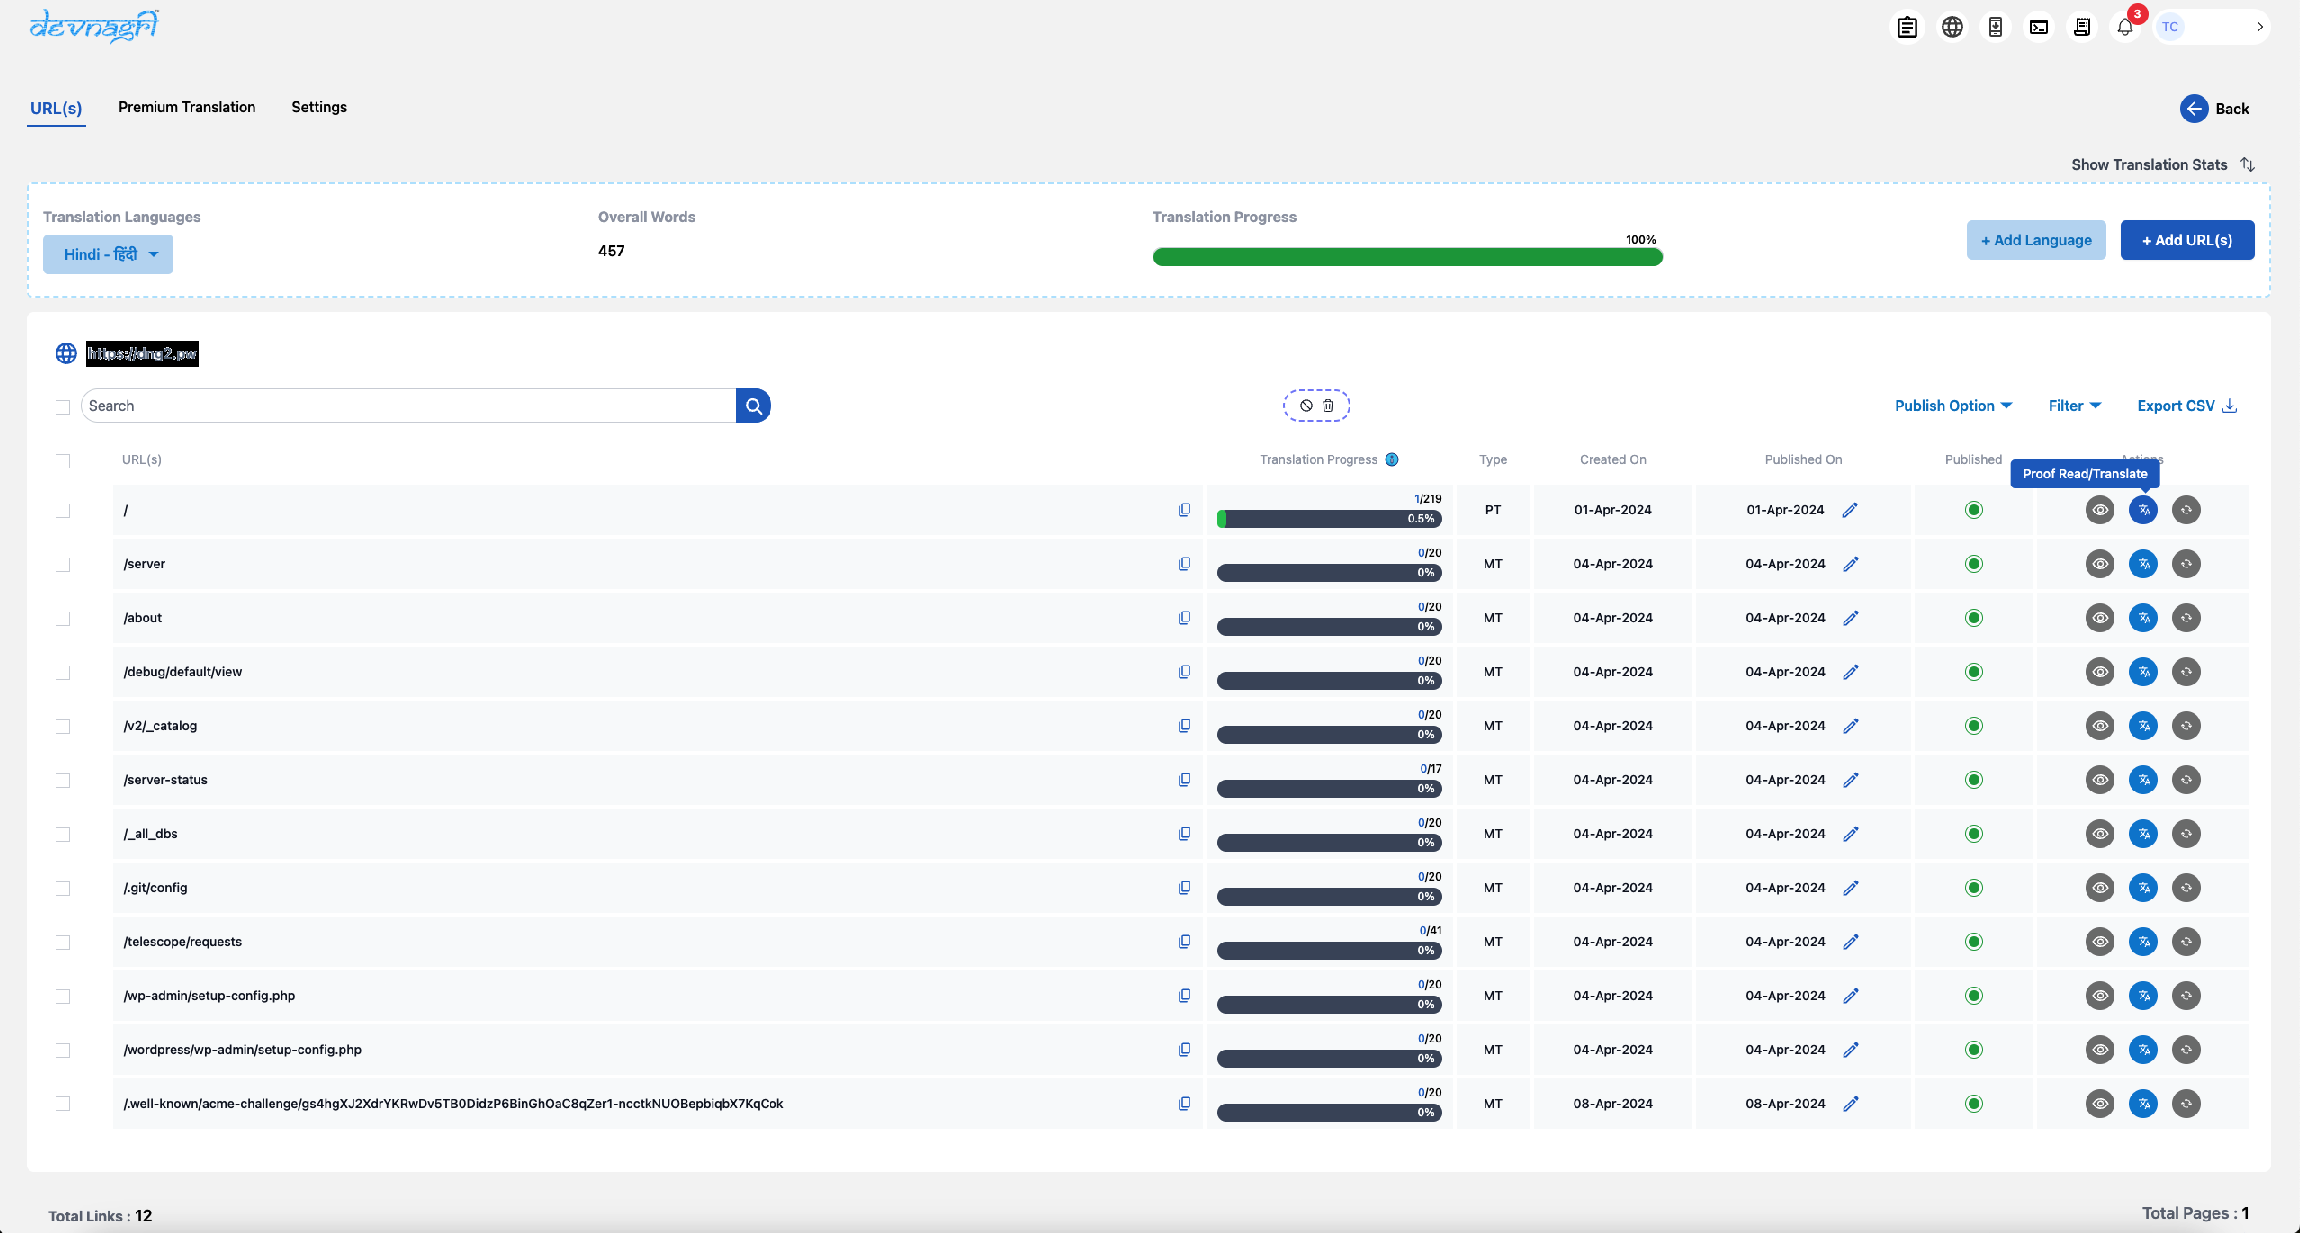 devnagri
3
TC
URL(s) Premium Translation Settings
Back
Show Translation Stats
Translation Languages Overall Words Translation Progress
100%
Hindi - हिंदी 457 + Add Language + Add URL(s)
https://dng2.pw
Search Publish Option Filter Export CSV
URL(s) Translation Progress Type Created On Published On Published Actions
Proof Read/Translate
/ 1/219 0.5% PT 01-Apr-2024 01-Apr-2024
/server 0/20 0% MT 04-Apr-2024 04-Apr-2024
/about 0/20 0% MT 04-Apr-2024 04-Apr-2024
/debug/default/view 0/20 0% MT 04-Apr-2024 04-Apr-2024
/v2/_catalog 0/20 0% MT 04-Apr-2024 04-Apr-2024
/server-status 0/17 0% MT 04-Apr-2024 04-Apr-2024
/_all_dbs 0/20 0% MT 04-Apr-2024 04-Apr-2024
/.git/config 0/20 0% MT 04-Apr-2024 04-Apr-2024
/telescope/requests 0/41 0% MT 04-Apr-2024 04-Apr-2024
/wp-admin/setup-config.php 0/20 0% MT 04-Apr-2024 04-Apr-2024
/wordpress/wp-admin/setup-config.php 0/20 0% MT 04-Apr-2024 04-Apr-2024
/.well-known/acme-challenge/gs4hgXJ2XdrYKRwDv5TB0DidzP6BinGhOaC8qZer1-ncctkNUOBepbiqbX7KqCok 0/20 0% MT 08-Apr-2024 08-Apr-2024
Total Links : 12 Total Pages : 1